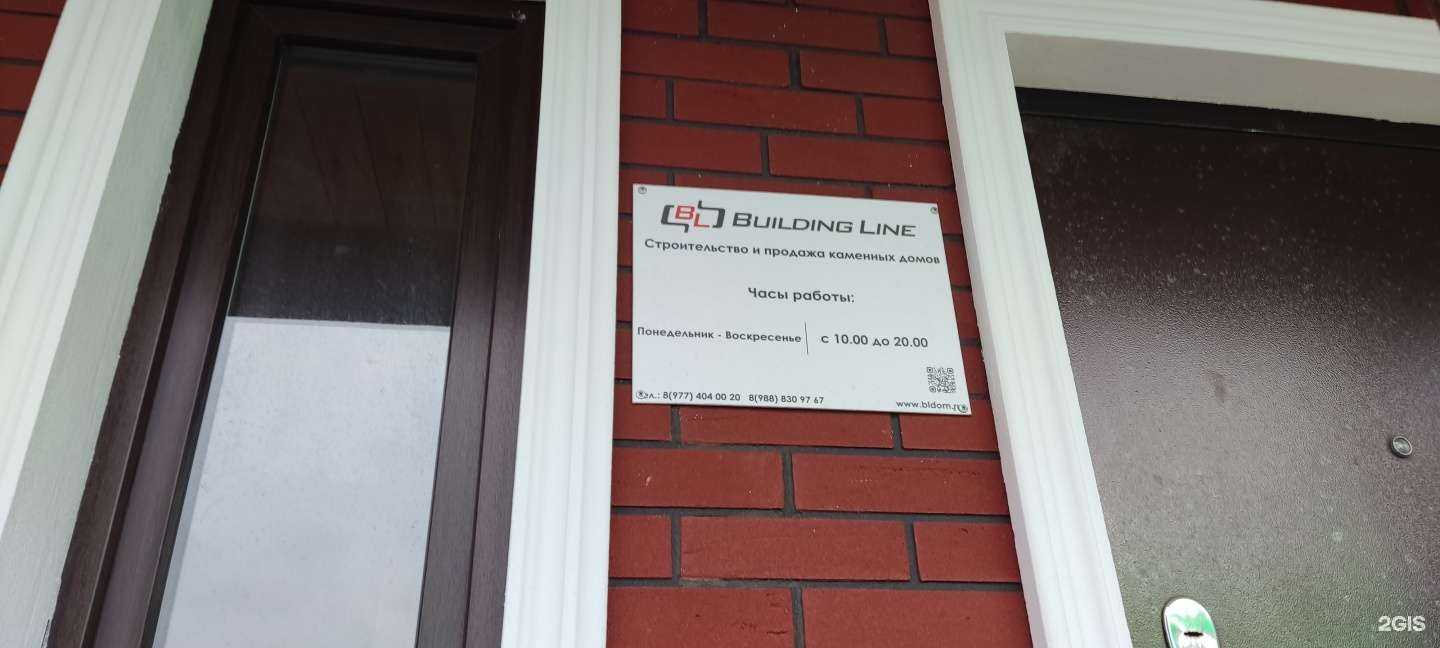 BL BUILDING LINE
Строительство и продажа каменных домов
Часы работы:
Понедельник - Воскресенье с 10.00 до 20.00
8(977) 404 00 20 8(988) 830 97 67
www.bldom.ru
2GIS